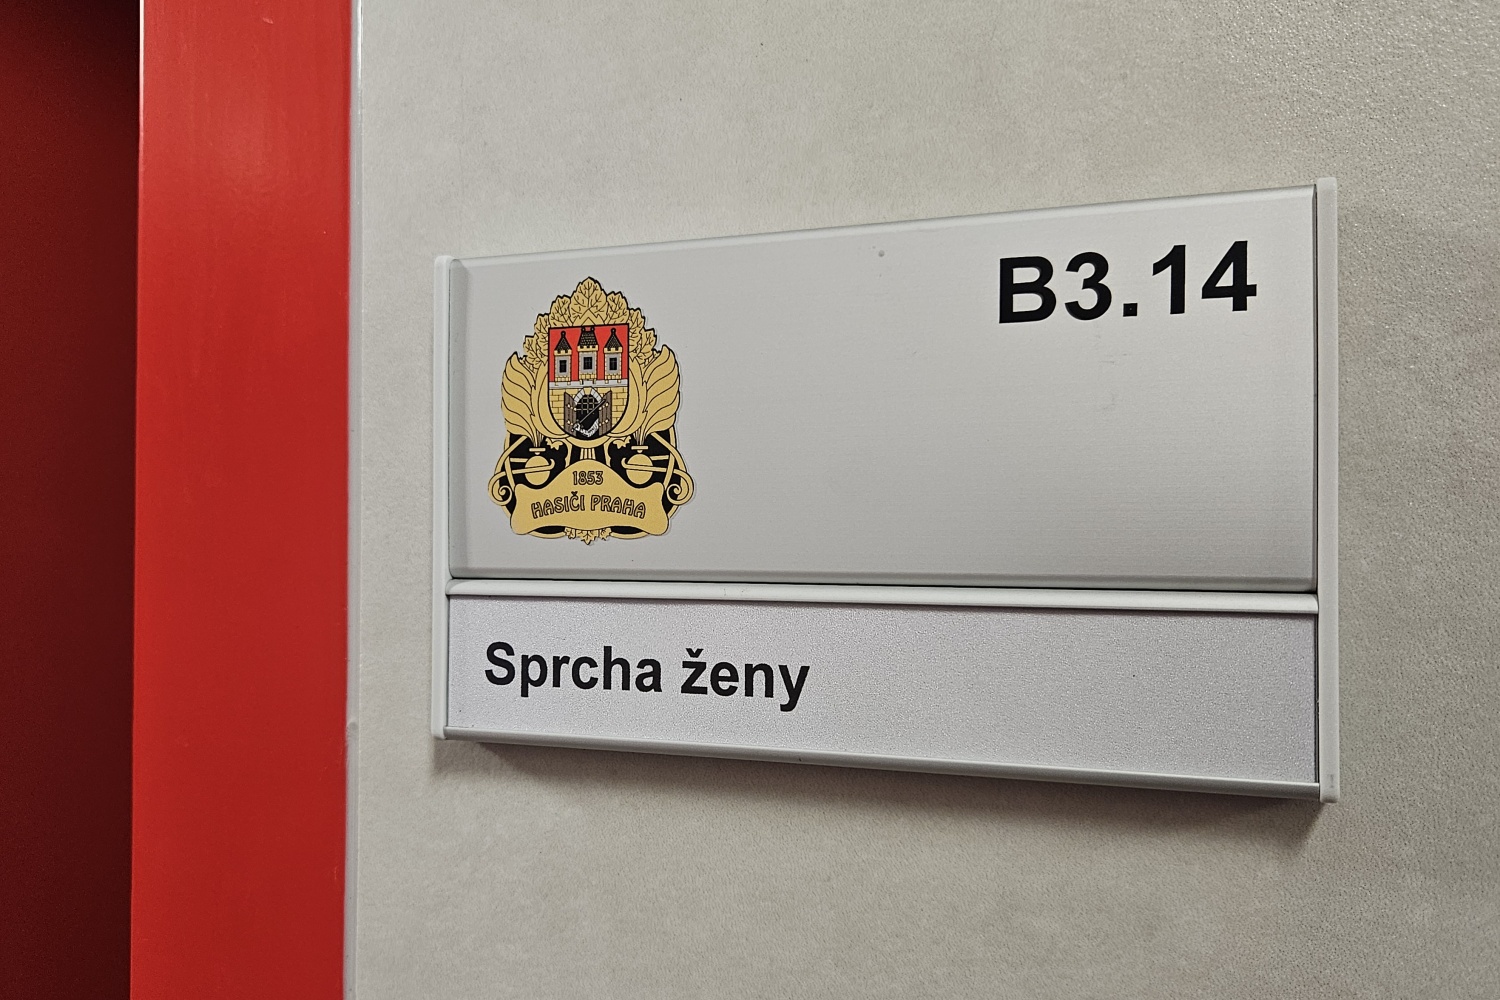 B3.14
1853
HASIČI PRAHA
Sprcha ženy